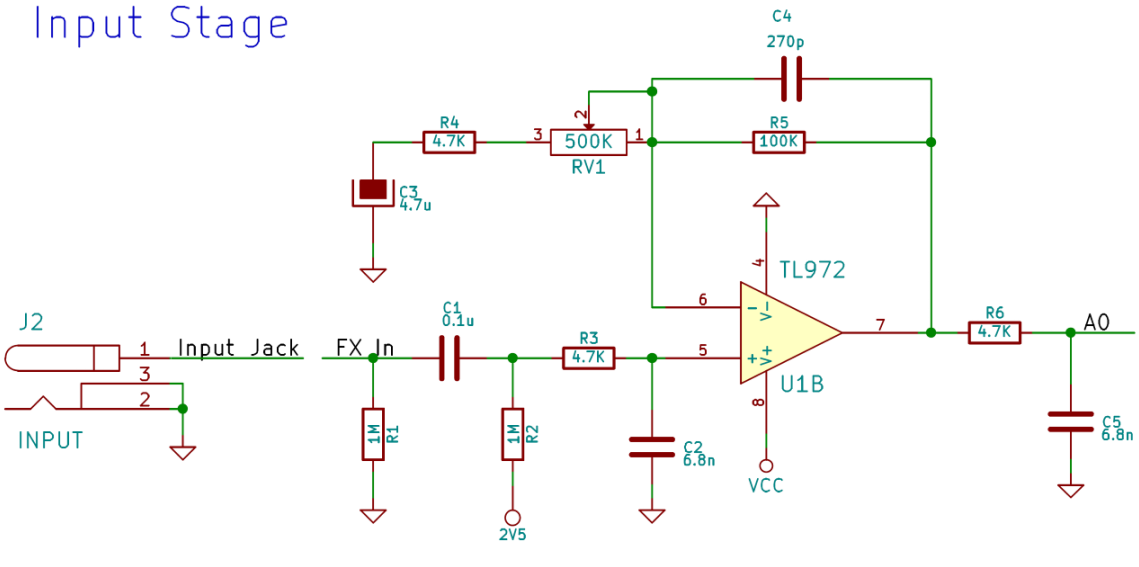 Input Stage
C4
270p
2
R4
4.7K
3
500K
1
RV1
R5
100K
C3
4.7u
4
TL972
6
-
V-
7
R6
4.7K
A0
J2
1
Input Jack
FX In
C1
0.1u
R3
4.7K
5
+
V+
U1B
3
2
INPUT
1M
R1
1M
R2
8
C2
6.8n
C5
6.8n
VCC
2V5